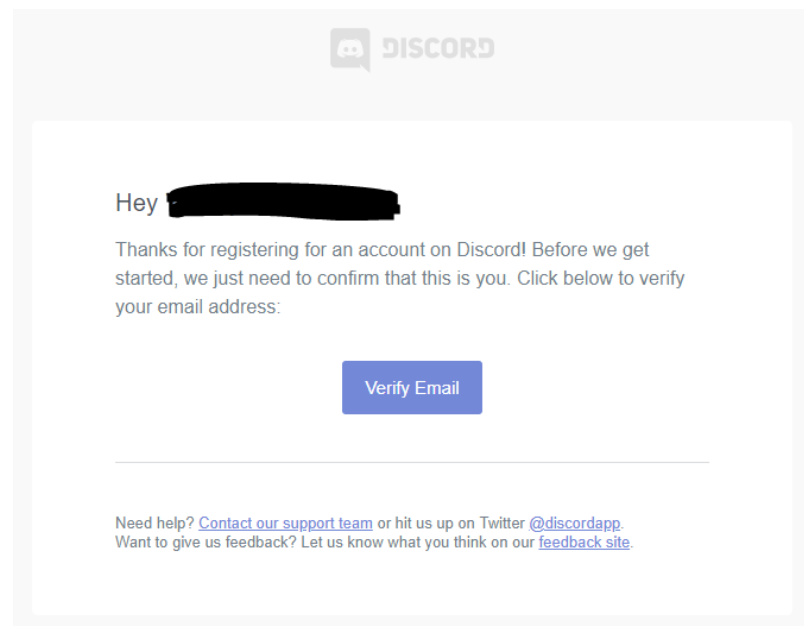 DISCORD
Hey
Thanks for registering for an account on Discord! Before we get
started, we just need to confirm that this is you. Click below to verify
your email address:
Verify Email
Need help? Contact our support team or hit us up on Twitter @discordapp.
Want to give us feedback? Let us know what you think on our feedback site.